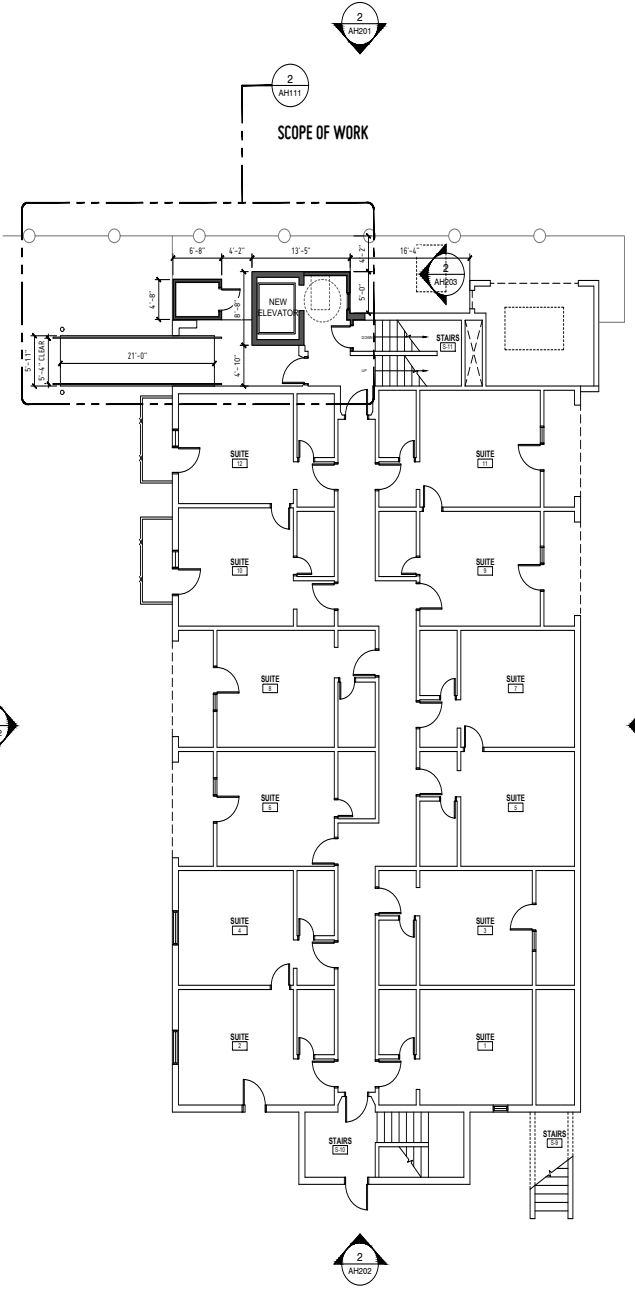 2
AH201
2
AH111
SCOPE OF WORK
6'-8"
4'-2"
13'-5"
4'-2"
16'-4"
2
AH203
4'-8"
8'-8"
NEW
ELEVATOR
5'-0"
5'-11"
5'-4" CLEAR
21'-0"
4'-10"
DOWN
UP
STAIRS
S-11
SUITE
12
SUITE
11
SUITE
10
SUITE
9
SUITE
8
SUITE
7
SUITE
6
SUITE
5
SUITE
4
SUITE
3
SUITE
2
SUITE
1
STAIRS
S-10
STAIRS
S-9
2
AH202